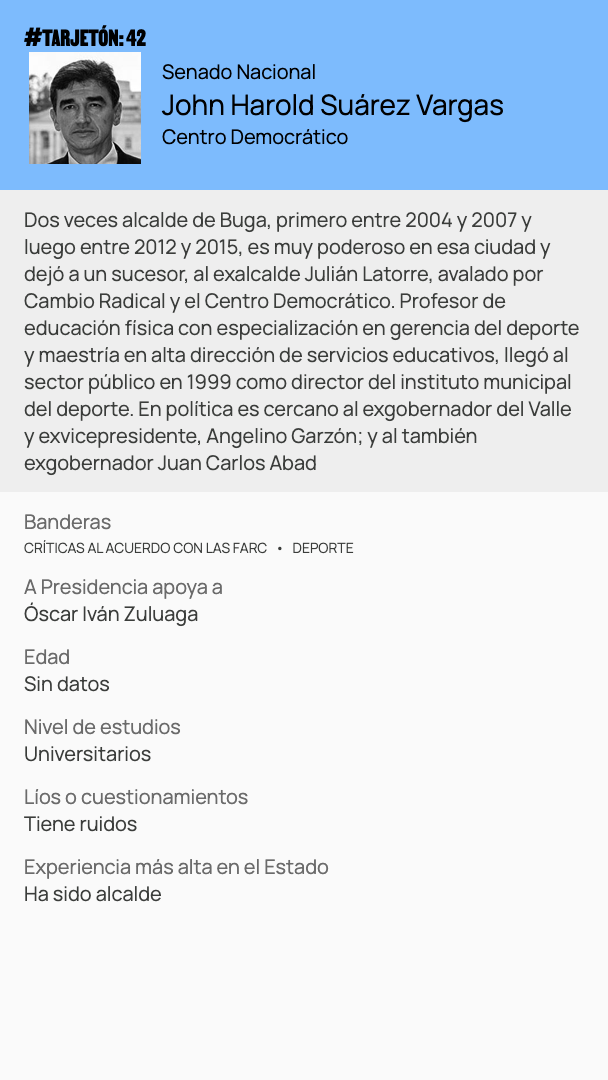 #TARJETÓN: 42
Senado Nacional
John Harold Suárez Vargas
Centro Democrático
Dos veces alcalde de Buga, primero entre 2004 y 2007 y
luego entre 2012 y 2015, es muy poderoso en esa ciudad y
dejó a un sucesor, al exalcalde Julián Latorre, avalado por
Cambio Radical y el Centro Democrático. Profesor de
educación física con especialización en gerencia del deporte
y maestría en alta dirección de servicios educativos, llegó al
sector público en 1999 como director del instituto municipal
del deporte. En política es cercano al exgobernador del Valle
y exvicepresidente, Angelino Garzón; y al también
exgobernador Juan Carlos Abad
Banderas
CRÍTICAS AL ACUERDO CON LAS FARC • DEPORTE
A Presidencia apoya a
Óscar Iván Zuluaga
Edad
Sin datos
Nivel de estudios
Universitarios
Líos o cuestionamientos
Tiene ruidos
Experiencia más alta en el Estado
Ha sido alcalde